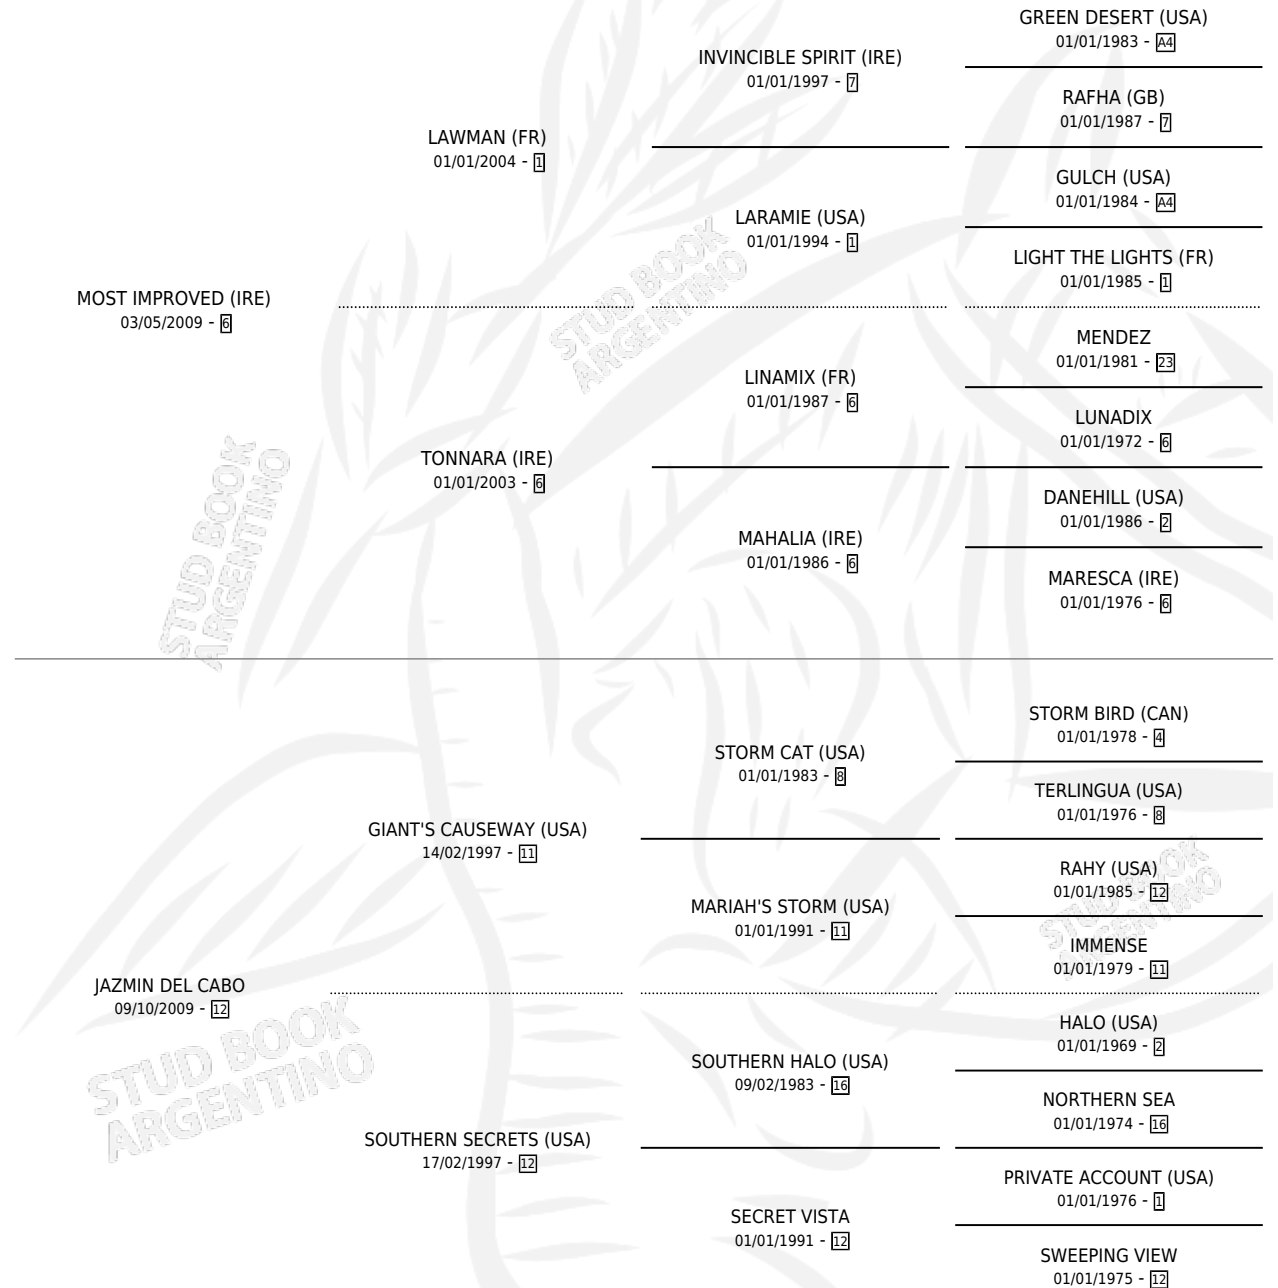 GREEN DESERT (USA)
01/01/1983 - A4
INVINCIBLE SPIRIT (IRE)
01/01/1997 - 7
RAFHA (GB)
01/01/1987 - 7
LAWMAN (FR)
01/01/2004 - 1
GULCH (USA)
01/01/1984 - A4
LARAMIE (USA)
01/01/1994 - 1
LIGHT THE LIGHTS (FR)
01/01/1985 - 1
MOST IMPROVED (IRE)
03/05/2009 - 6
MENDEZ
01/01/1981 - 23
LINAMIX (FR)
01/01/1987 - 6
LUNADIX
01/01/1972 - 6
TONNARA (IRE)
01/01/2003 - 6
DANEHILL (USA)
01/01/1986 - 2
MAHALIA (IRE)
01/01/1986 - 6
MARESCA (IRE)
01/01/1976 - 6
STORM BIRD (CAN)
01/01/1978 - 4
STORM CAT (USA)
01/01/1983 - 8
TERLINGUA (USA)
01/01/1976 - 8
GIANT'S CAUSEWAY (USA)
14/02/1997 - 11
RAHY (USA)
01/01/1985 - 12
MARIAH'S STORM (USA)
01/01/1991 - 11
IMMENSE
01/01/1979 - 11
JAZMIN DEL CABO
09/10/2009 - 12
HALO (USA)
01/01/1969 - 2
SOUTHERN HALO (USA)
09/02/1983 - 16
NORTHERN SEA
01/01/1974 - 16
SOUTHERN SECRETS (USA)
17/02/1997 - 12
PRIVATE ACCOUNT (USA)
01/01/1976 - 1
SECRET VISTA
01/01/1991 - 12
SWEEPING VIEW
01/01/1975 - 12
STUD BOOK
ARGENTINO
STUD BOOK
ARGENTINO
STUD BOOK
ARGENTINO
STUD BOOK
ARGENTINO